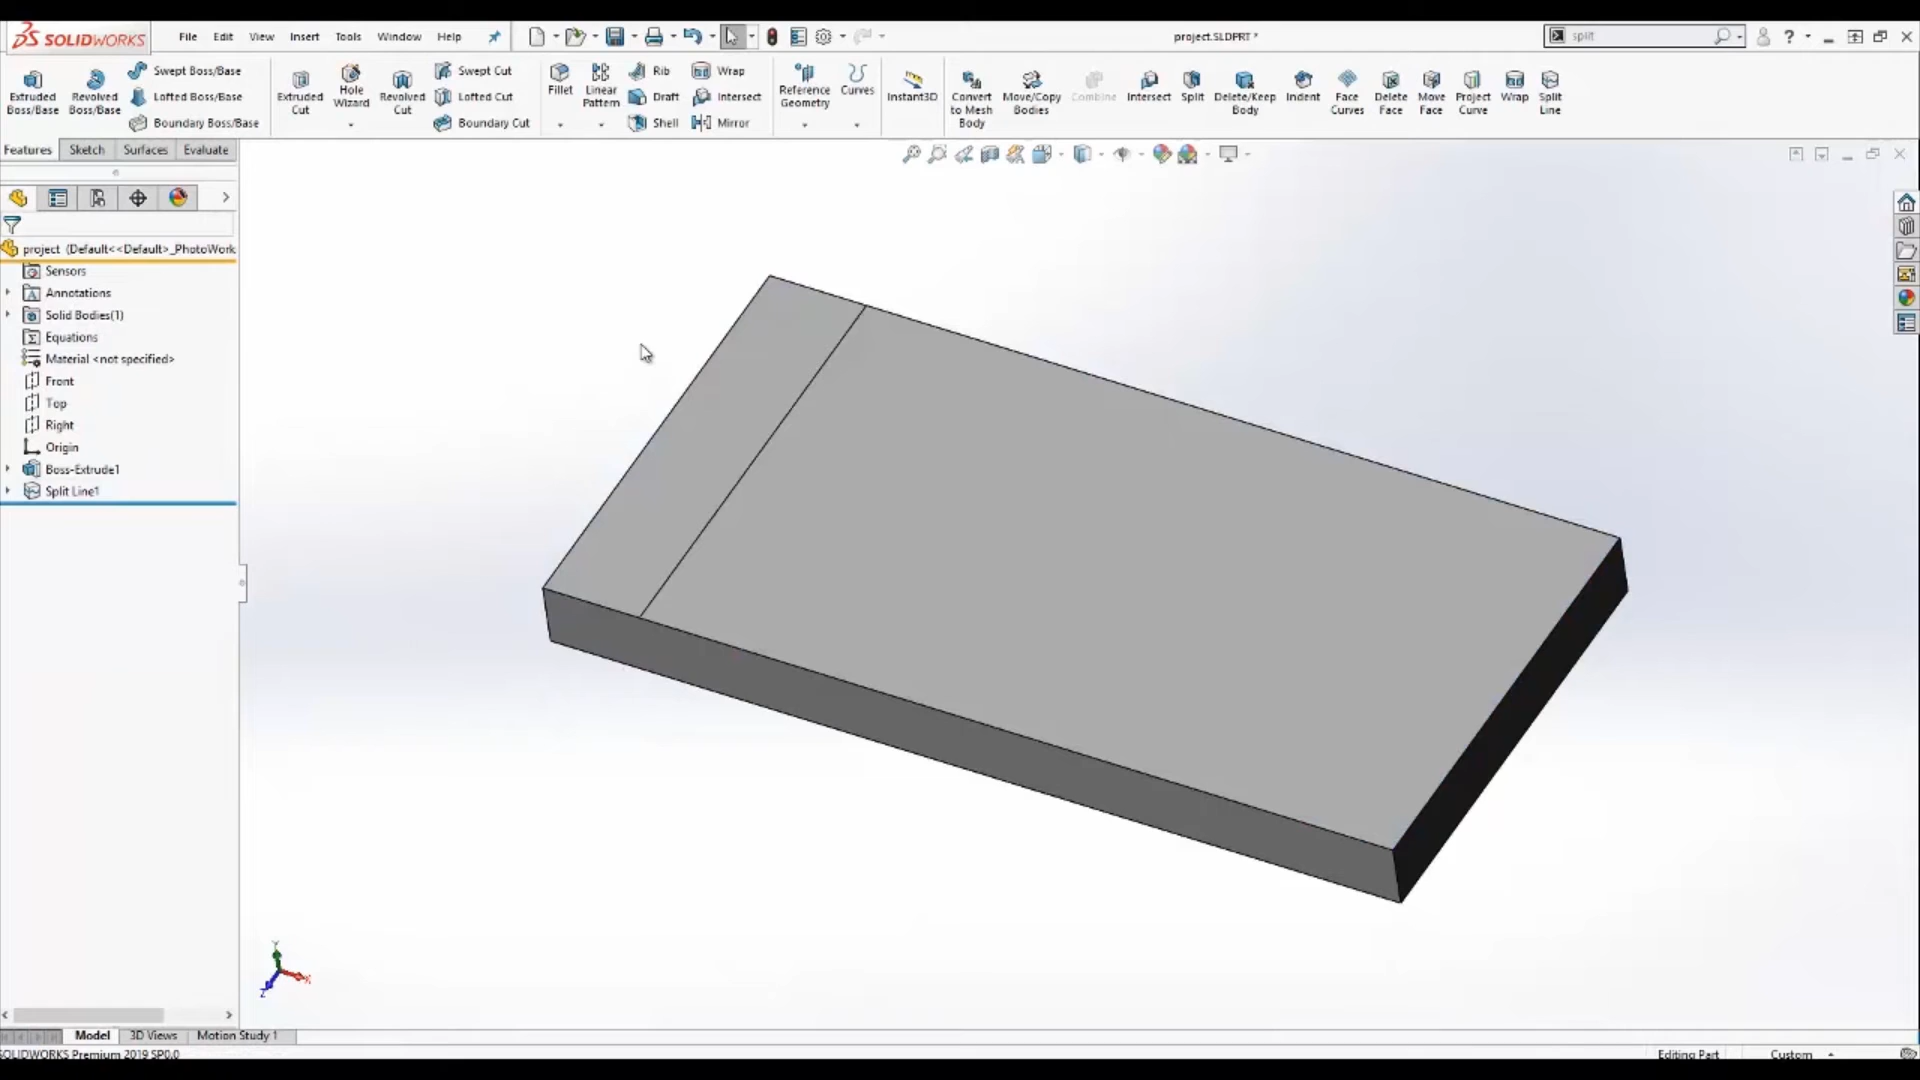 SOLIDWORKS File Edit View Insert Tools Window Help project.SLDPRT * split
Extruded Boss/Base
Revolved Boss/Base
Swept Boss/Base
Lofted Boss/Base
Boundary Boss/Base
Extruded Cut
Hole Wizard
Revolved Cut
Swept Cut
Lofted Cut
Boundary Cut
Fillet
Linear Pattern
Rib
Draft
Shell
Wrap
Intersect
Mirror
Reference Geometry
Curves
Instant3D
Convert to Mesh Body
Move/Copy Bodies
Combine
Intersect
Split
Delete/Keep Body
Indent
Face Curves
Delete Face
Move Face
Project Curve
Wrap
Split Line
Features Sketch Surfaces Evaluate
project (Default<<Default>_PhotoWork
Sensors
Annotations
Solid Bodies(1)
Equations
Material <not specified>
Front
Top
Right
Origin
Boss-Extrude1
Split Line1
Y
X
Z
Model 3D Views Motion Study 1
SOLIDWORKS Premium 2019 SP0.0 Editing Part Custom